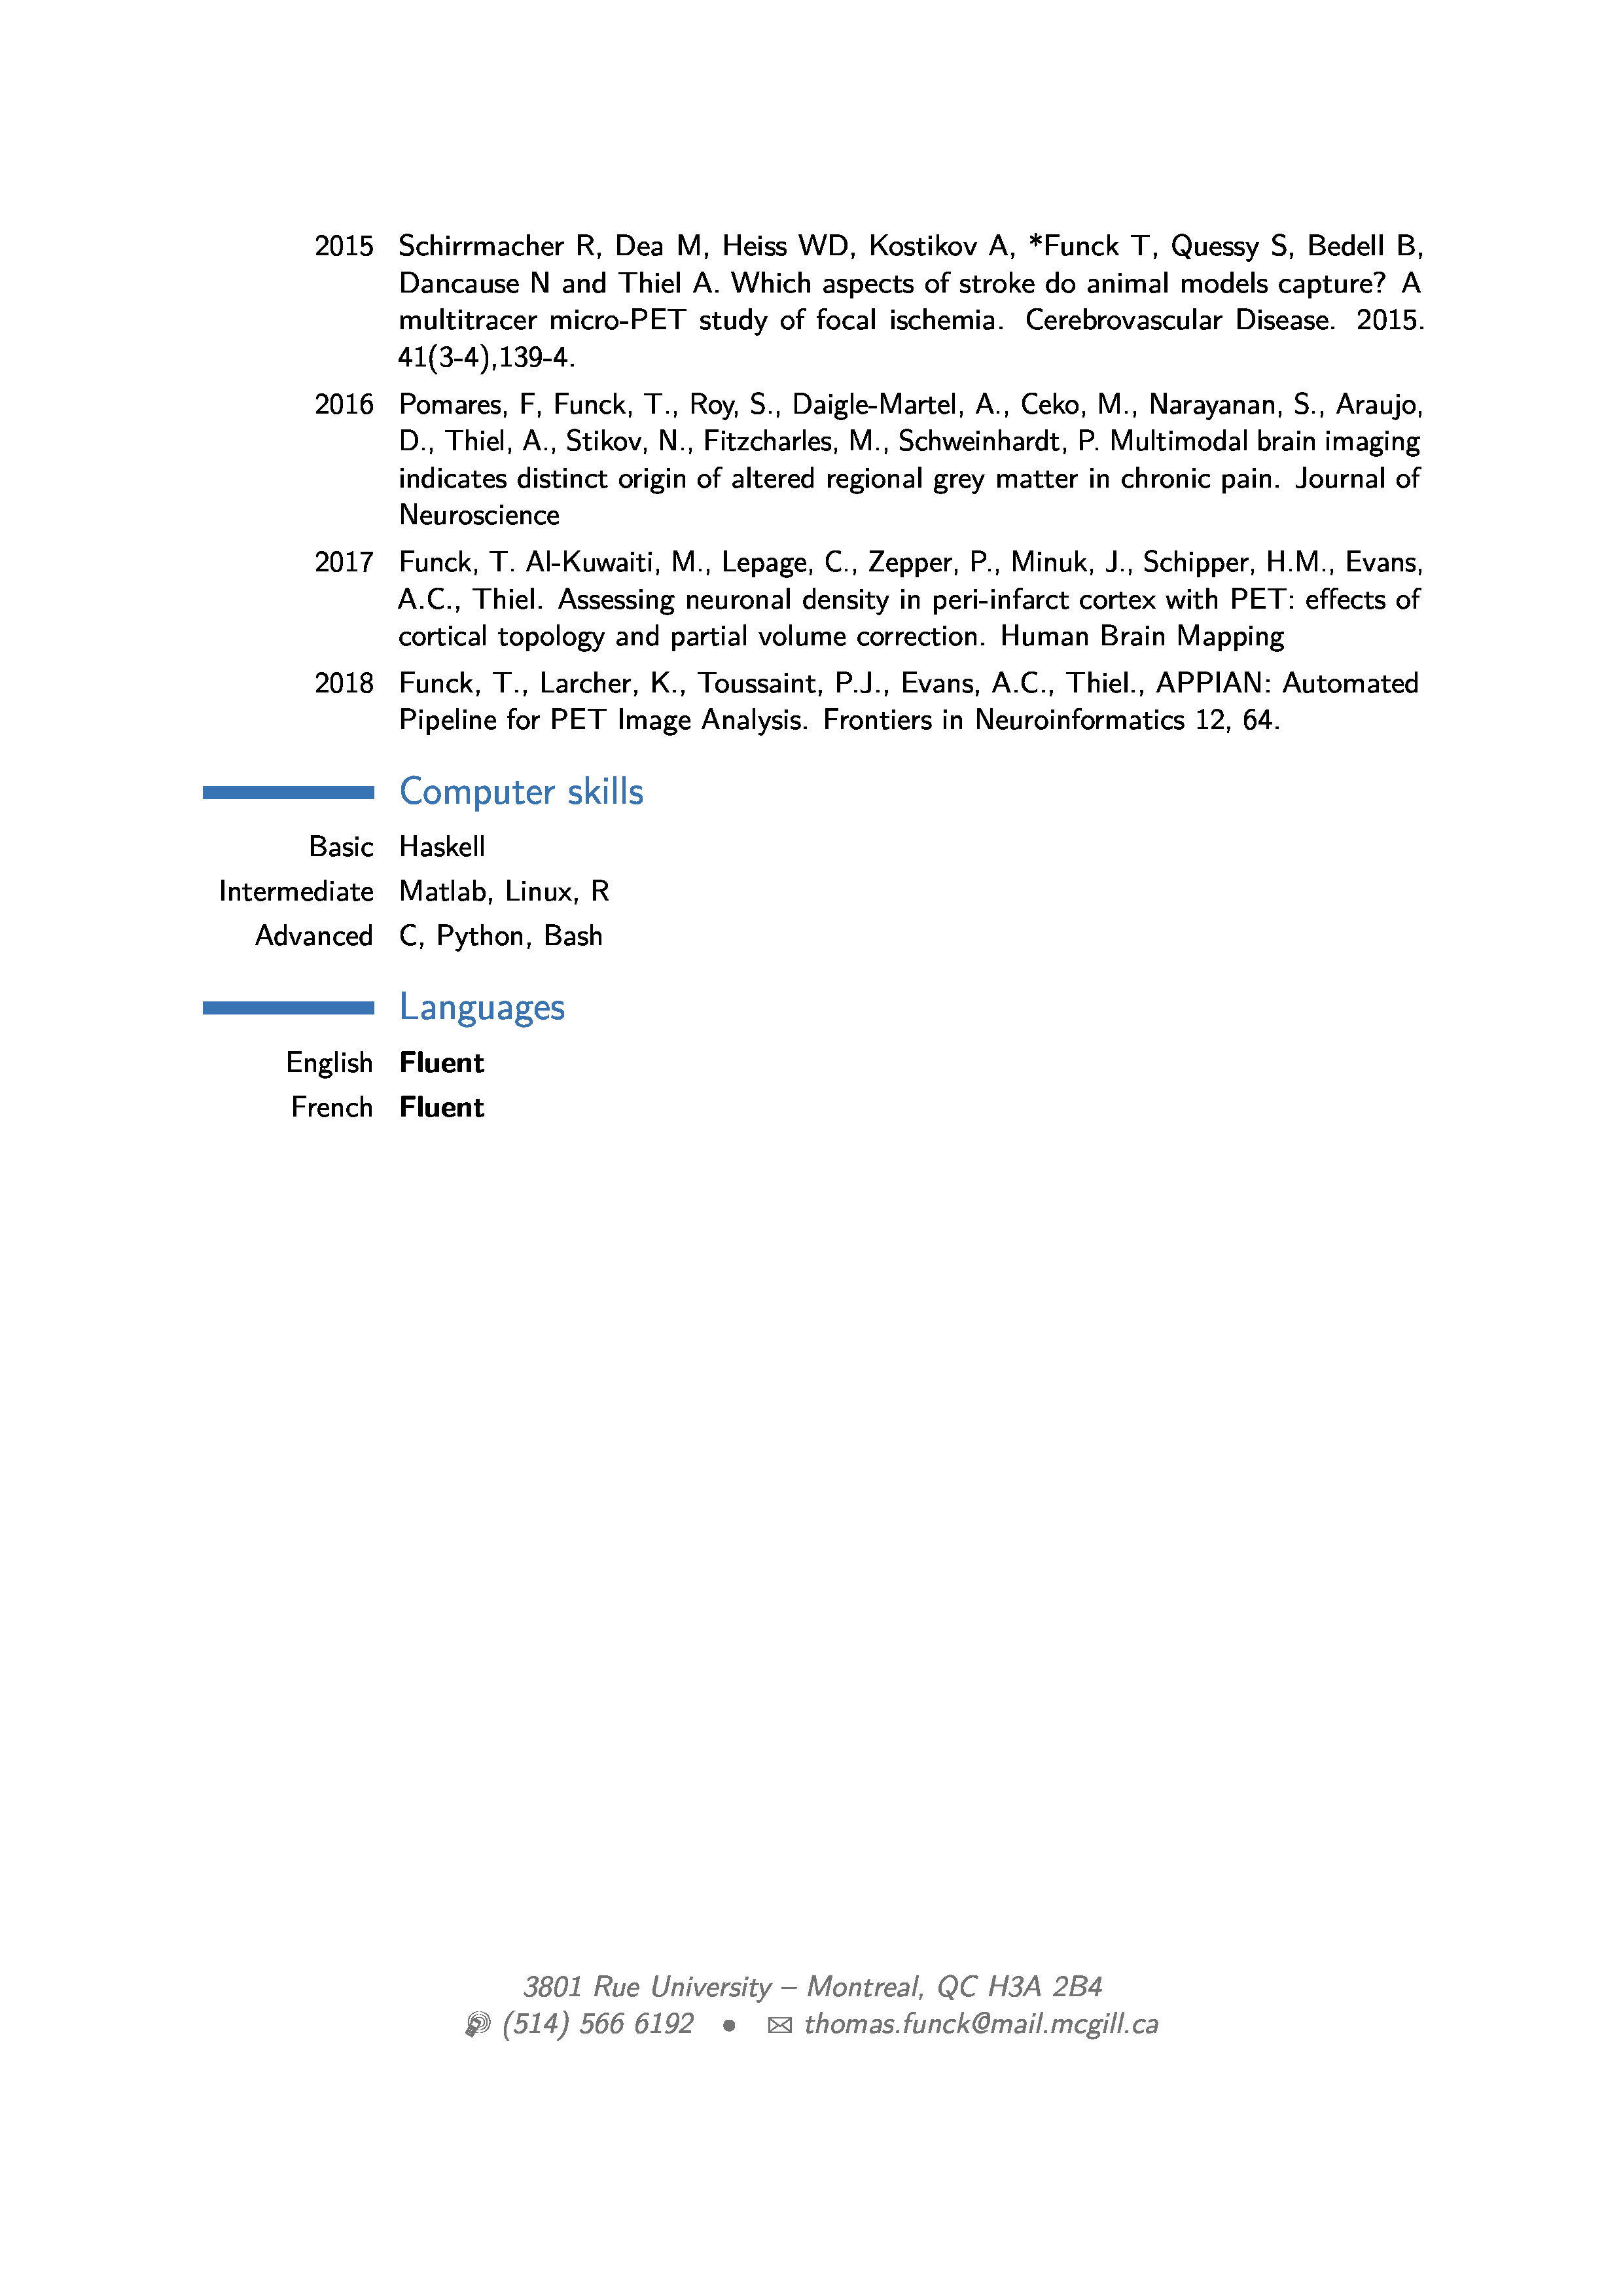 2015 Schirrmacher R, Dea M, Heiss WD, Kostikov A, *Funck T, Quessy S, Bedell B,
Dancause N and Thiel A. Which aspects of stroke do animal models capture? A
multitracer micro-PET study of focal ischemia. Cerebrovascular Disease. 2015.
41(3-4),139-4.
2016 Pomares, F, Funck, T., Roy, S., Daigle-Martel, A., Ceko, M., Narayanan, S., Araujo,
D., Thiel, A., Stikov, N., Fitzcharles, M., Schweinhardt, P. Multimodal brain imaging
indicates distinct origin of altered regional grey matter in chronic pain. Journal of
Neuroscience
2017 Funck, T. Al-Kuwaiti, M., Lepage, C., Zepper, P., Minuk, J., Schipper, H.M., Evans,
A.C., Thiel. Assessing neuronal density in peri-infarct cortex with PET: effects of
cortical topology and partial volume correction. Human Brain Mapping
2018 Funck, T., Larcher, K., Toussaint, P.J., Evans, A.C., Thiel., APPIAN: Automated
Pipeline for PET Image Analysis. Frontiers in Neuroinformatics 12, 64.
Computer skills
Basic Haskell
Intermediate Matlab, Linux, R
Advanced C, Python, Bash
Languages
English Fluent
French Fluent
3801 Rue University – Montreal, QC H3A 2B4
(514) 566 6192 • thomas.funck@mail.mcgill.ca